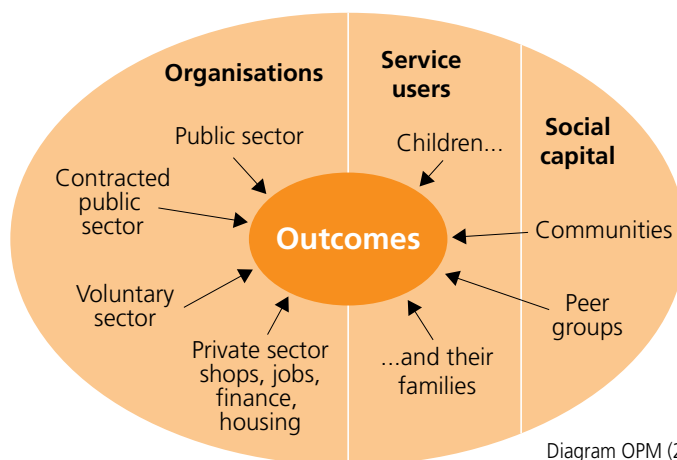 Organisations
Public sector
Contracted
public
sector
Voluntary
sector
Private sector
shops, jobs,
finance,
housing
Service
users
Children...
...and their
families
Social
capital
Communities
Peer
groups
Outcomes
Diagram OPM (2